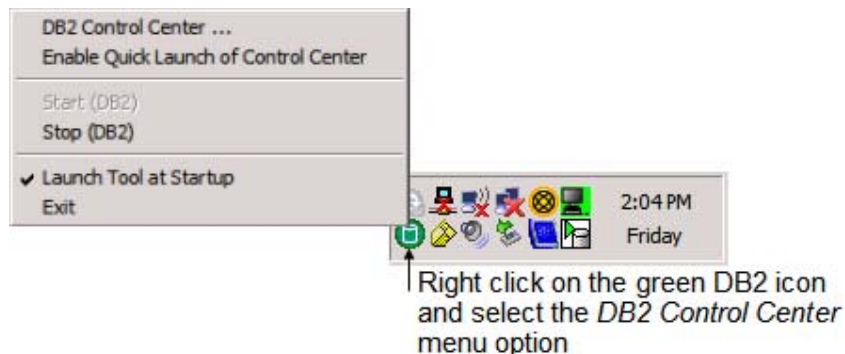 DB2 Control Center ...
Enable Quick Launch of Control Center
Start (DB2)
Stop (DB2)
Launch Tool at Startup
Exit
2:04 PM
Friday
Right click on the green DB2 icon
and select the DB2 Control Center
menu option